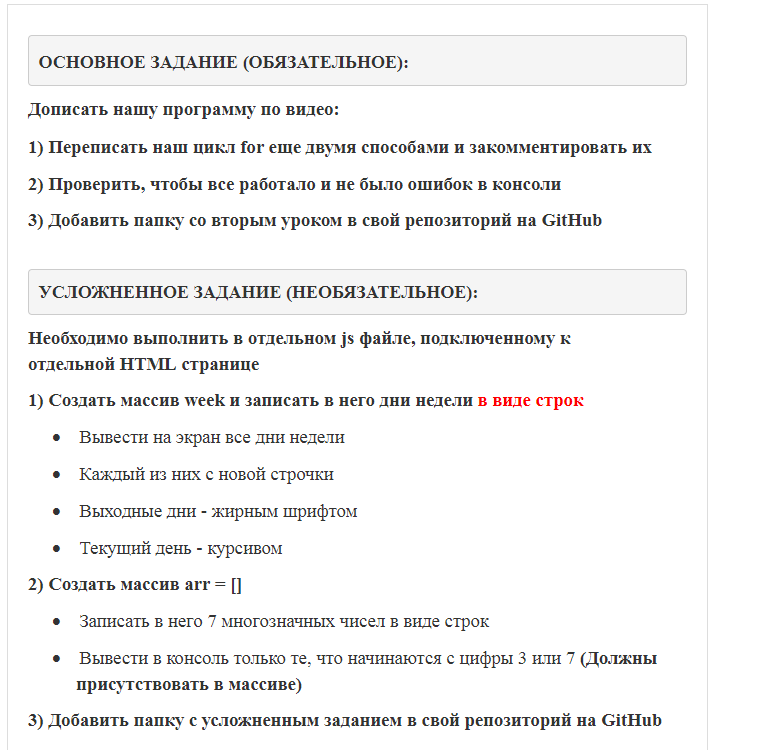 ОСНОВНОЕ ЗАДАНИЕ (ОБЯЗАТЕЛЬНОЕ):
Дописать нашу программу по видео:
1) Переписать наш цикл for еще двумя способами и закомментировать их
2) Проверить, чтобы все работало и не было ошибок в консоли
3) Добавить папку со вторым уроком в свой репозиторий на GitHub
УСЛОЖНЕННОЕ ЗАДАНИЕ (НЕОБЯЗАТЕЛЬНОЕ):
Необходимо выполнить в отдельном js файле, подключенному к
отдельной HTML странице
1) Создать массив week и записать в него дни недели в виде строк
• Вывести на экран все дни недели
• Каждый из них с новой строчки
• Выходные дни - жирным шрифтом
• Текущий день - курсивом
2) Создать массив arr = []
• Записать в него 7 многозначных чисел в виде строк
• Вывести в консоль только те, что начинаются с цифры 3 или 7 (Должны
присутствовать в массиве)
3) Добавить папку с усложненным заданием в свой репозиторий на GitHub